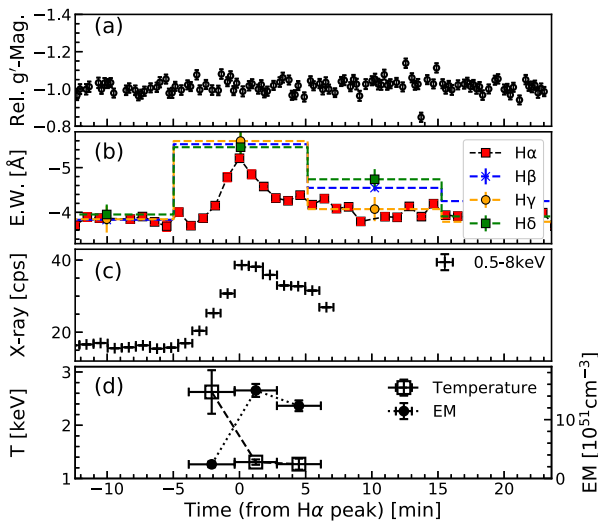 (a)
−1.4
−1.2
−1.0
−0.8
Rel. g′-Mag.
(b)
−5
−4
E.W. [Å]
Hα
Hβ
Hγ
Hδ
(c)
40
20
X-ray [cps]
0.5-8keV
(d)
3
2
1
T [keV]
Temperature
EM
10
0
EM [10⁵¹cm⁻³]
−10 −5 0 5 10 15 20
Time (from Hα peak) [min]